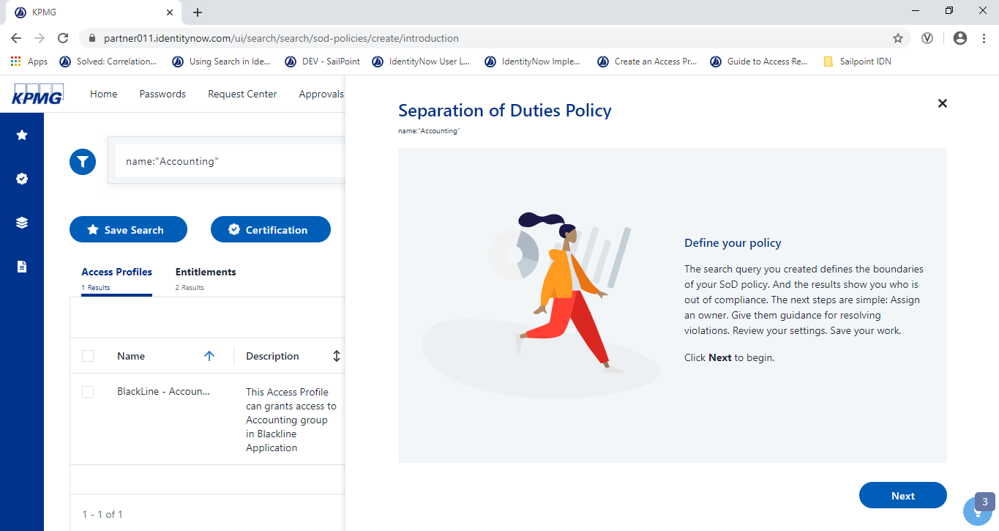 KPMG
partner011.identitynow.com/ui/search/search/sod-policies/create/introduction
Apps
Solved: Correlation...
Using Search in Ide...
DEV - SailPoint
IdentityNow User L...
IdentityNow Imple...
Create an Access Pr...
Guide to Access Re...
Sailpoint IDN
KPMG
Home
Passwords
Request Center
Approvals
name:"Accounting"
Save Search
Certification
Access Profiles
1 Results
Entitlements
2 Results
Name
Description
BlackLine - Accoun...
This Access Profile
can grants access to
Accounting group
in Blackline
Application
1 - 1 of 1
Separation of Duties Policy
name:"Accounting"
Define your policy
The search query you created defines the boundaries
of your SoD policy. And the results show you who is
out of compliance. The next steps are simple: Assign
an owner. Give them guidance for resolving
violations. Review your settings. Save your work.
Click Next to begin.
Next
3